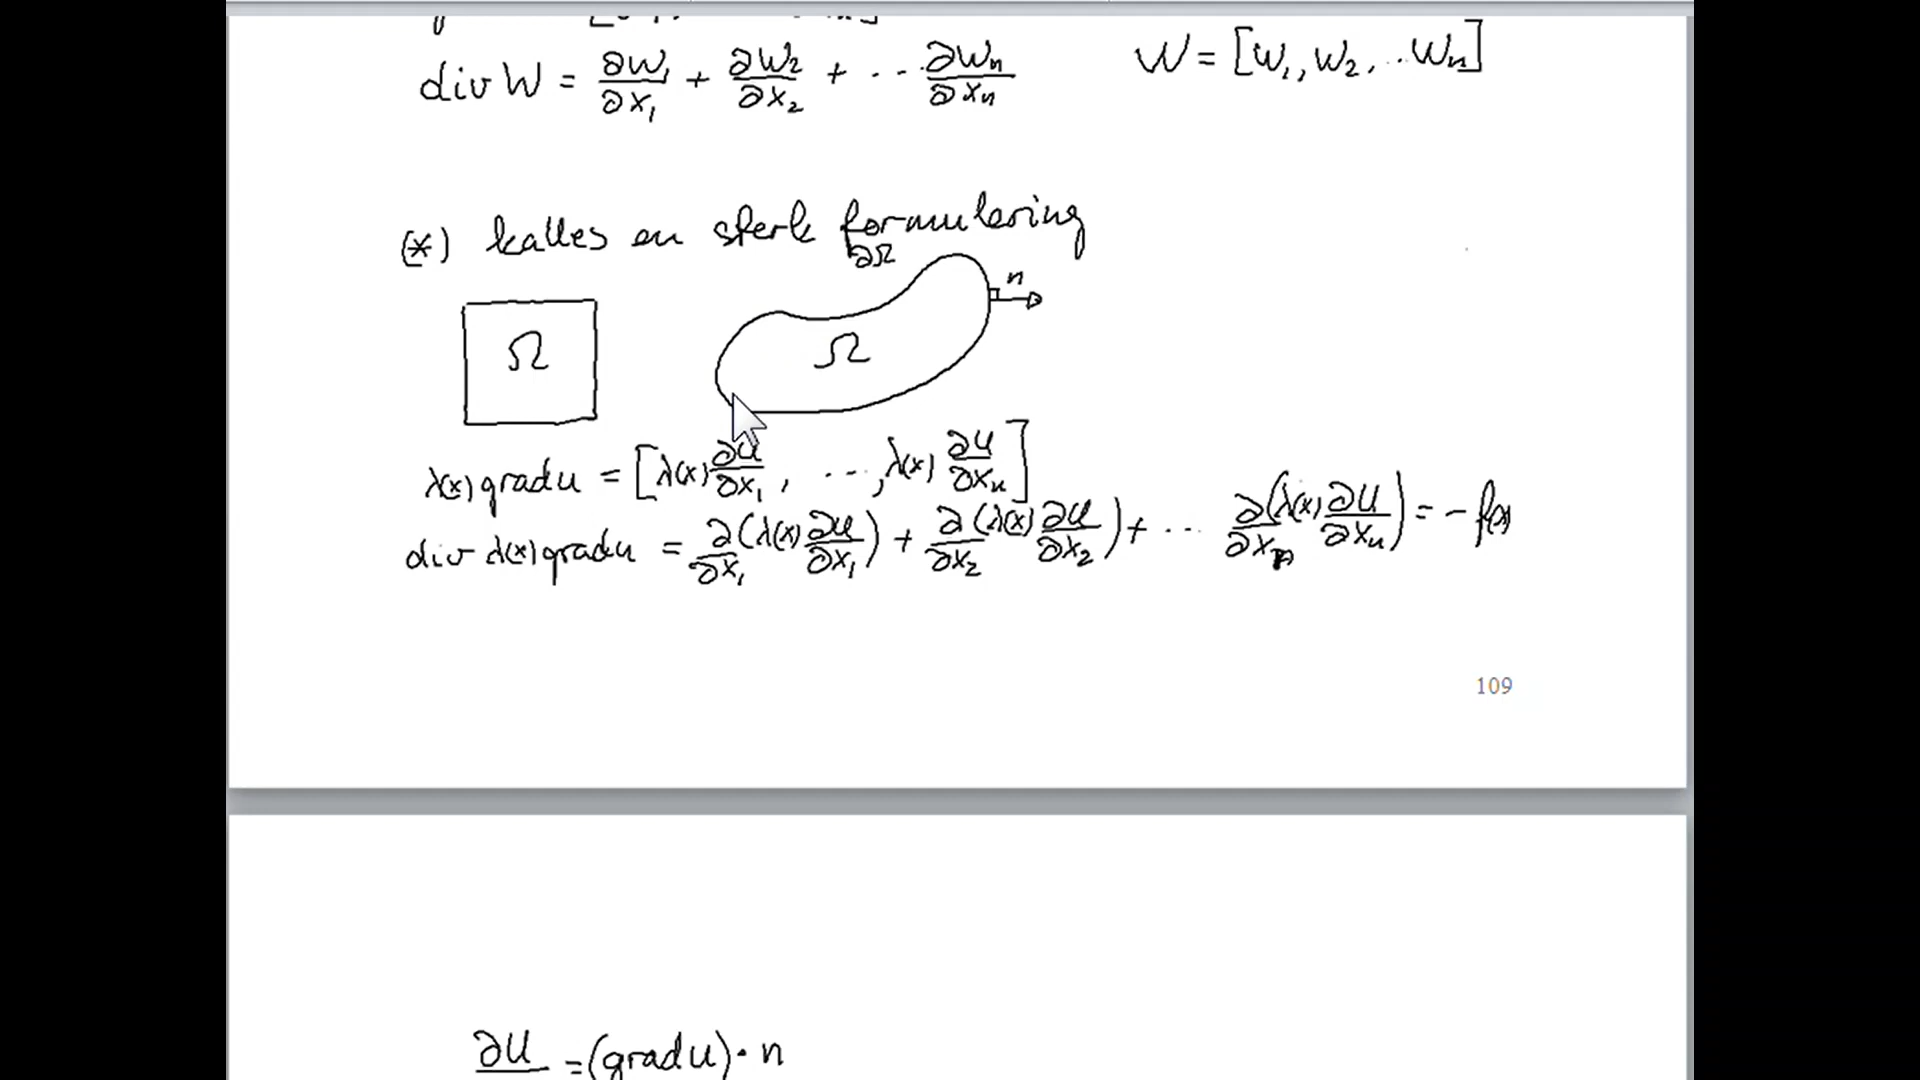 div W = ∂W₁/∂x₁ + ∂W₂/∂x₂ + ... ∂Wₙ/∂xₙ W = [W₁, W₂, ..Wₙ]
(*) kalles en sterk formulering
∂Ω
n
Ω Ω
λ(x) grad u = [λ(x) ∂u/∂x₁, ..., λ(x) ∂u/∂xₙ]
div λ(x) grad u = ∂/∂x₁ (λ(x) ∂u/∂x₁) + ∂/∂x₂ (λ(x) ∂u/∂x₂) + ... ∂/∂xₙ (λ(x) ∂u/∂xₙ) = - f(x)
109
∂u = (grad u) · n